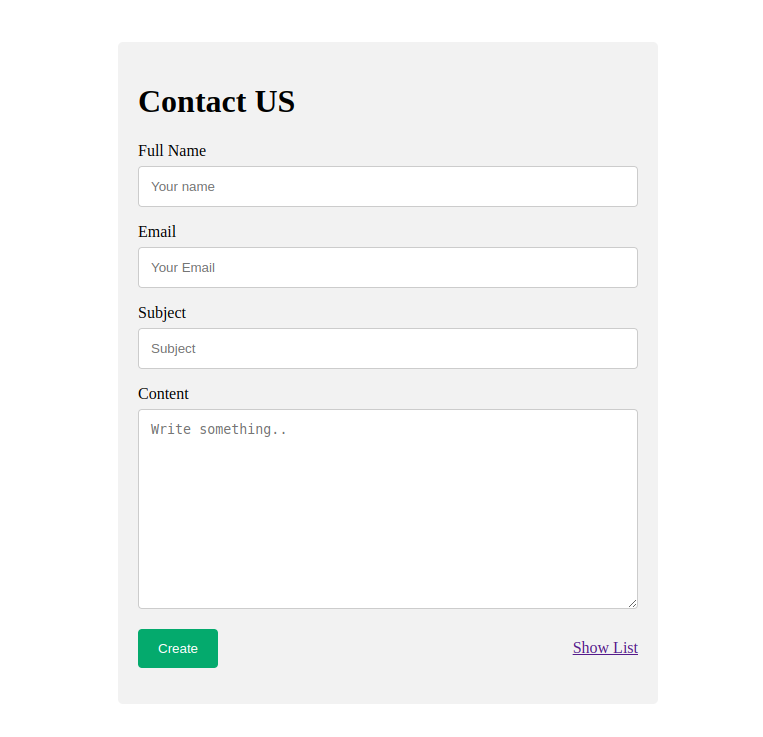 Contact US
Full Name
Your name
Email
Your Email
Subject
Subject
Content
Write something..
Create
Show List